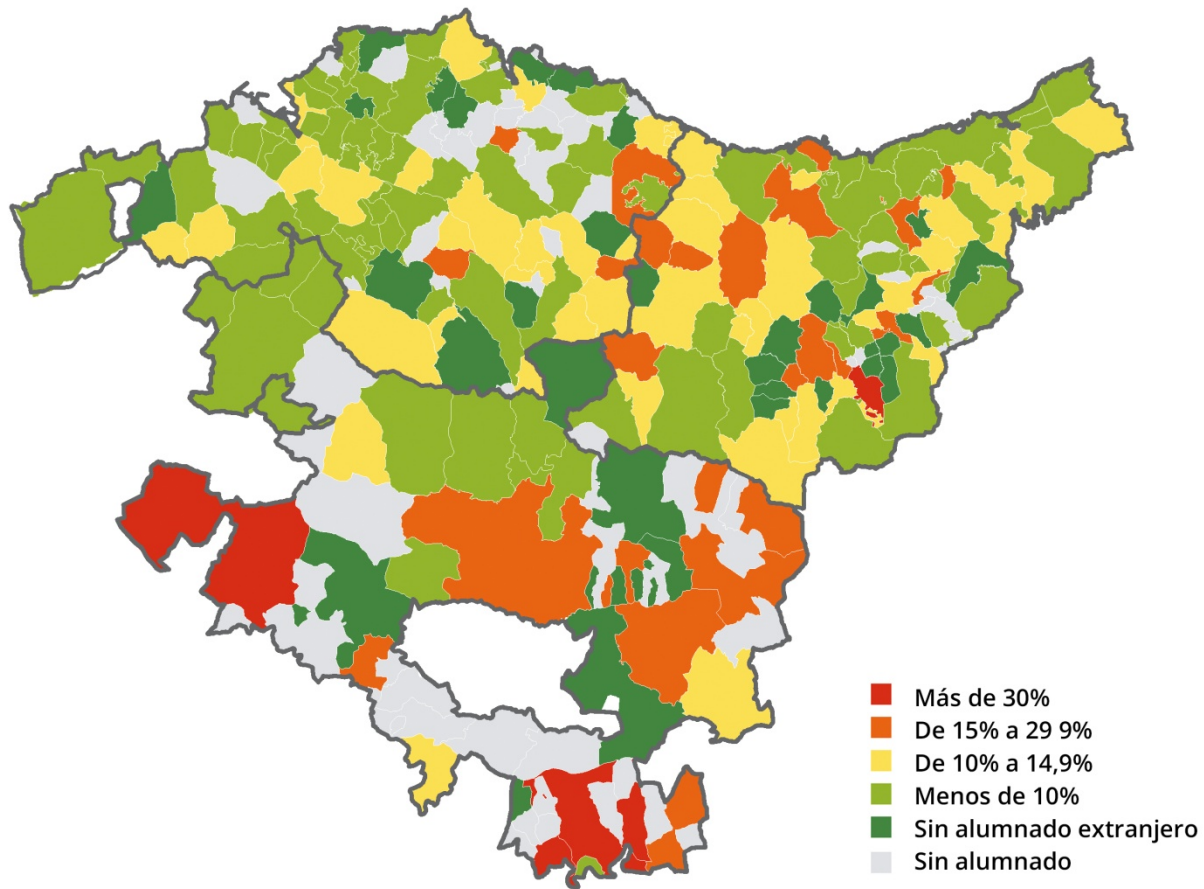 Más de 30%
De 15% a 29 9%
De 10% a 14,9%
Menos de 10%
Sin alumnado extranjero
Sin alumnado